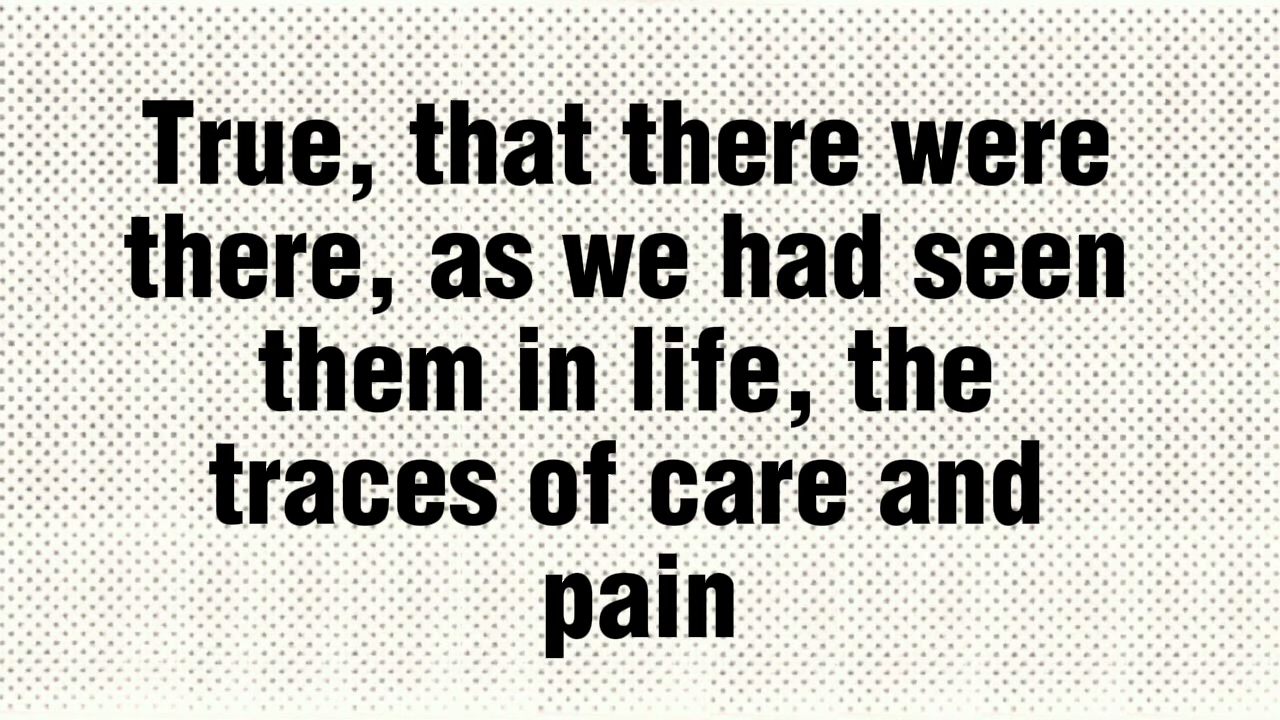 True, that there were
there, as we had seen
them in life, the
traces of care and
pain